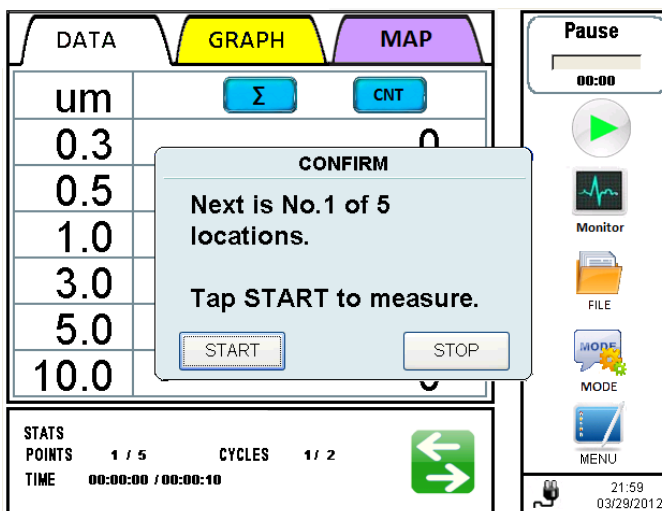 DATA
GRAPH
MAP
Pause
00:00
um
Σ
CNT
0.3
0
0.5
1.0
3.0
5.0
10.0
CONFIRM
Next is No.1 of 5
locations.
Tap START to measure.
START
STOP
Monitor
FILE
MODE
MODE
MENU
STATS
POINTS 1 / 5 CYCLES 1/ 2
TIME 00:00:00 / 00:00:10
21:59
03/29/2012